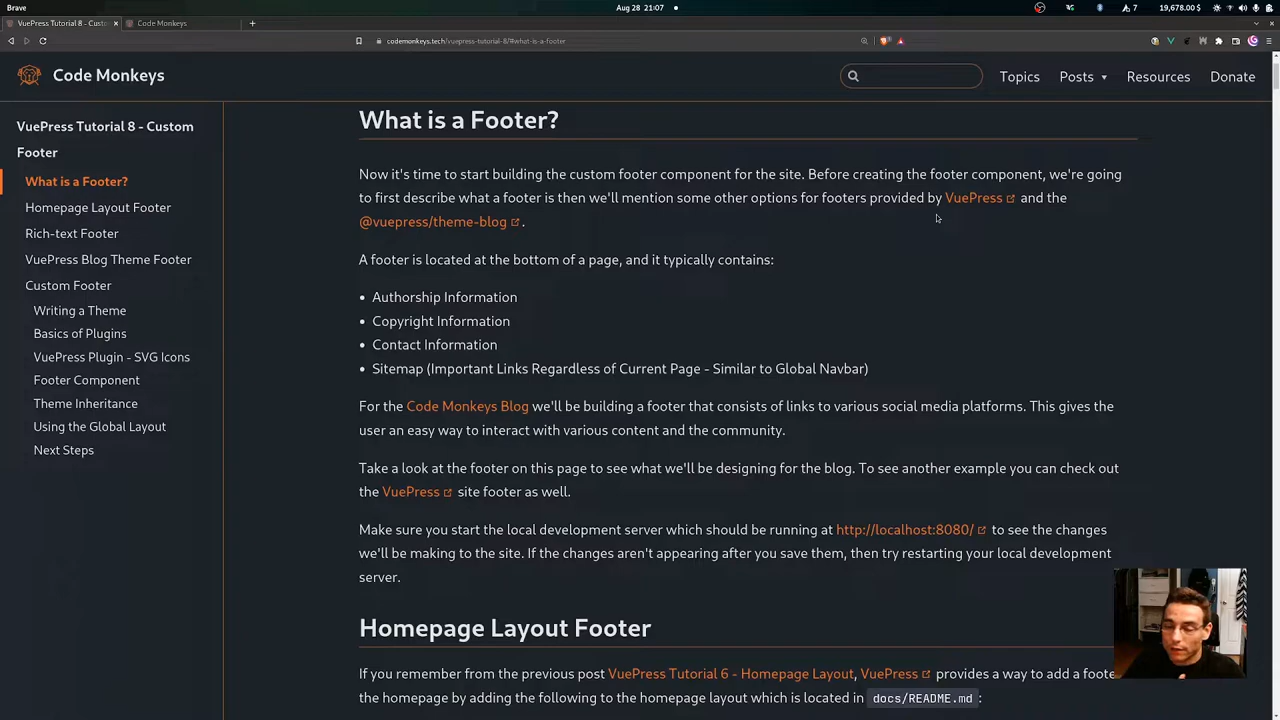 Brave
Aug 28 21:07
7
19,678.00 $
VuePress Tutorial 8 - Custo
Code Monkeys
codemonkeys.tech/vuepress-tutorial-8/#what-is-a-footer
Code Monkeys
Topics
Posts
Resources
Donate
VuePress Tutorial 8 - Custom
Footer
What is a Footer?
Homepage Layout Footer
Rich-text Footer
VuePress Blog Theme Footer
Custom Footer
Writing a Theme
Basics of Plugins
VuePress Plugin - SVG Icons
Footer Component
Theme Inheritance
Using the Global Layout
Next Steps
What is a Footer?
Now it's time to start building the custom footer component for the site. Before creating the footer component, we're going
to first describe what a footer is then we'll mention some other options for footers provided by VuePress and the
@vuepress/theme-blog .
A footer is located at the bottom of a page, and it typically contains:
• Authorship Information
• Copyright Information
• Contact Information
• Sitemap (Important Links Regardless of Current Page - Similar to Global Navbar)
For the Code Monkeys Blog we'll be building a footer that consists of links to various social media platforms. This gives the
user an easy way to interact with various content and the community.
Take a look at the footer on this page to see what we'll be designing for the blog. To see another example you can check out
the VuePress site footer as well.
Make sure you start the local development server which should be running at http://localhost:8080/ to see the changes
we'll be making to the site. If the changes aren't appearing after you save them, then try restarting your local development
server.
Homepage Layout Footer
If you remember from the previous post VuePress Tutorial 6 - Homepage Layout, VuePress provides a way to add a foote
the homepage by adding the following to the homepage layout which is located in docs/README.md :